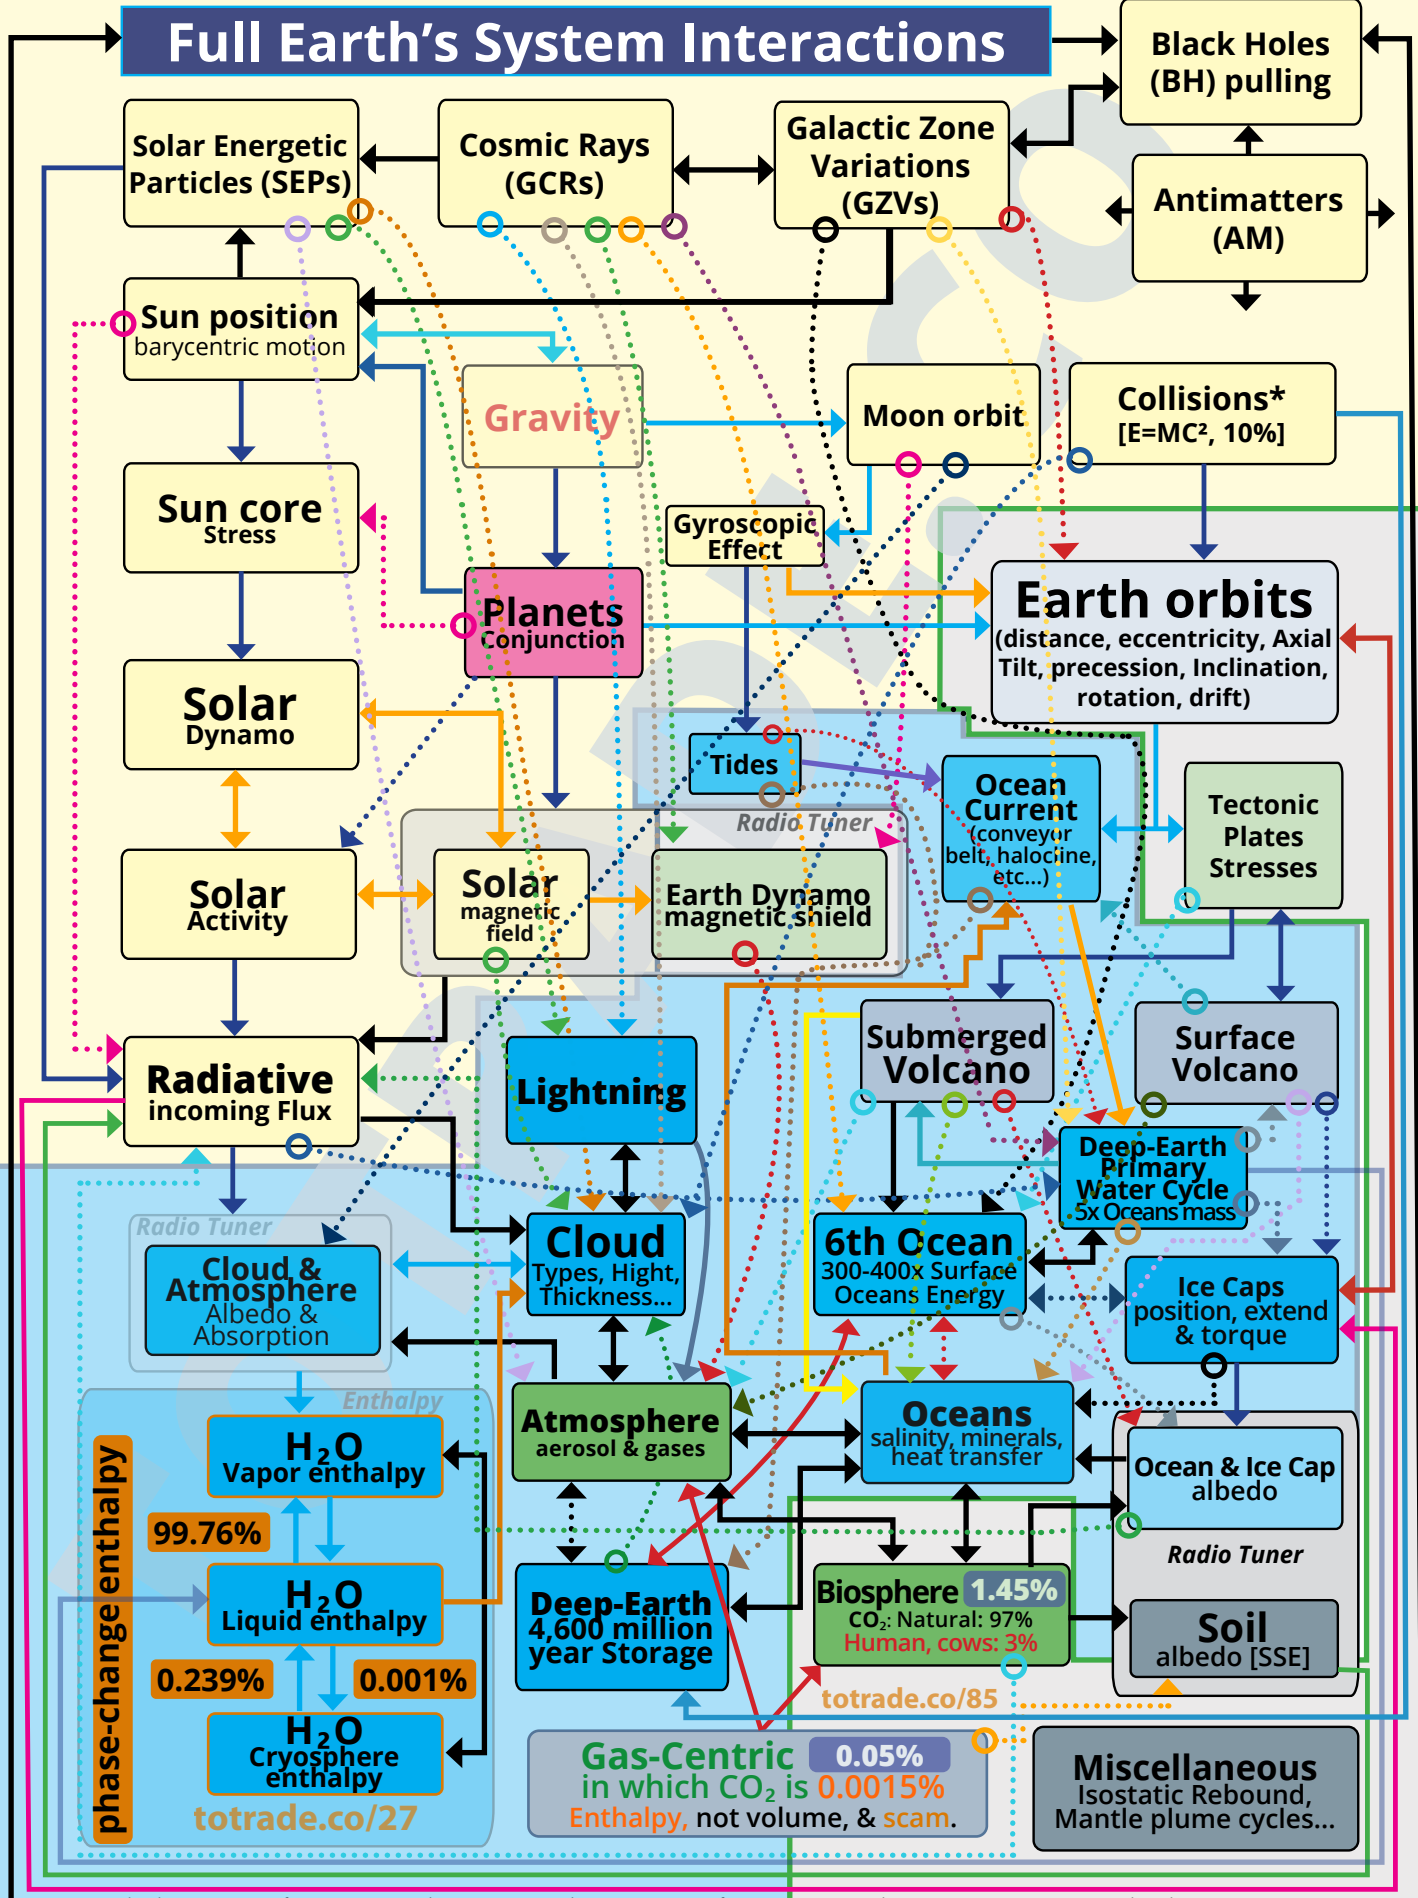 Full Earth's System Interactions
Black Holes
(BH) pulling
Solar Energetic
Particles (SEPs)
Cosmic Rays
(GCRs)
Galactic Zone
Variations
(GZVs)
Antimatters
(AM)
Sun position
barycentric motion
Gravity
Moon orbit
Collisions*
[E=MC², 10%]
Sun core
Stress
Gyroscopic
Effect
Planets
Conjunction
Earth orbits
(distance, eccentricity, Axial
Tilt, precession, Inclination,
rotation, drift)
Solar
Dynamo
Tides
Ocean
Current
(conveyor
belt, halocline,
etc...)
Tectonic
Plates
Stresses
Radio Tuner
Solar
Activity
Solar
magnetic
field
Earth Dynamo
magnetic shield
Submerged
Volcano
Surface
Volcano
Radiative
incoming Flux
Lightning
Deep-Earth
Primary
Water Cycle
5x Oceans mass
Radio Tuner
Cloud &
Atmosphere
Albedo &
Absorption
Cloud
Types, Hight,
Thickness...
6th Ocean
300-400x Surface
Oceans Energy
Ice Caps
position, extend
& torque
Enthalpy
phase-change enthalpy
H₂O
Vapor enthalpy
99.76%
H₂O
Liquid enthalpy
0.239%
0.001%
H₂O
Cryosphere
enthalpy
totrade.co/27
Atmosphere
aerosol & gases
Oceans
salinity, minerals,
heat transfer
Ocean & Ice Cap
albedo
Radio Tuner
Deep-Earth
4,600 million
year Storage
Biosphere 1.45%
CO₂: Natural: 97%
Human, cows: 3%
Soil
albedo [SSE]
totrade.co/85
Gas-Centric 0.05%
in which CO₂ is 0.0015%
Enthalpy, not volume, & scam.
Miscellaneous
Isostatic Rebound,
Mantle plume cycles...